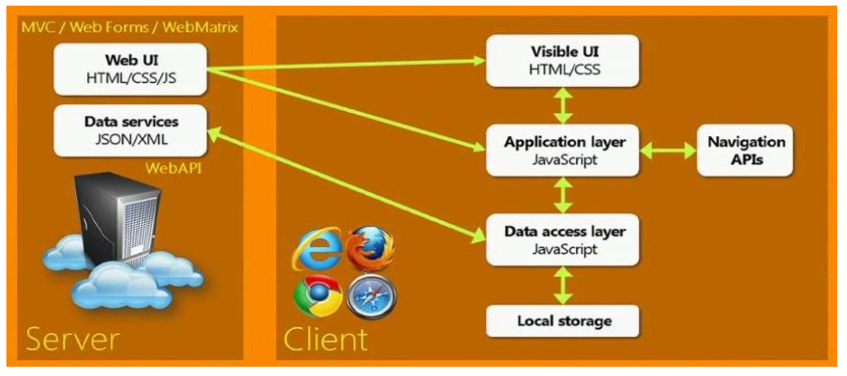 MVC / Web Forms / WebMatrix
Web UI
HTML/CSS/JS
Data services
JSON/XML
WebAPI
Server
Visible UI
HTML/CSS
Application layer
JavaScript
Navigation
APIs
Data access layer
JavaScript
Local storage
Client